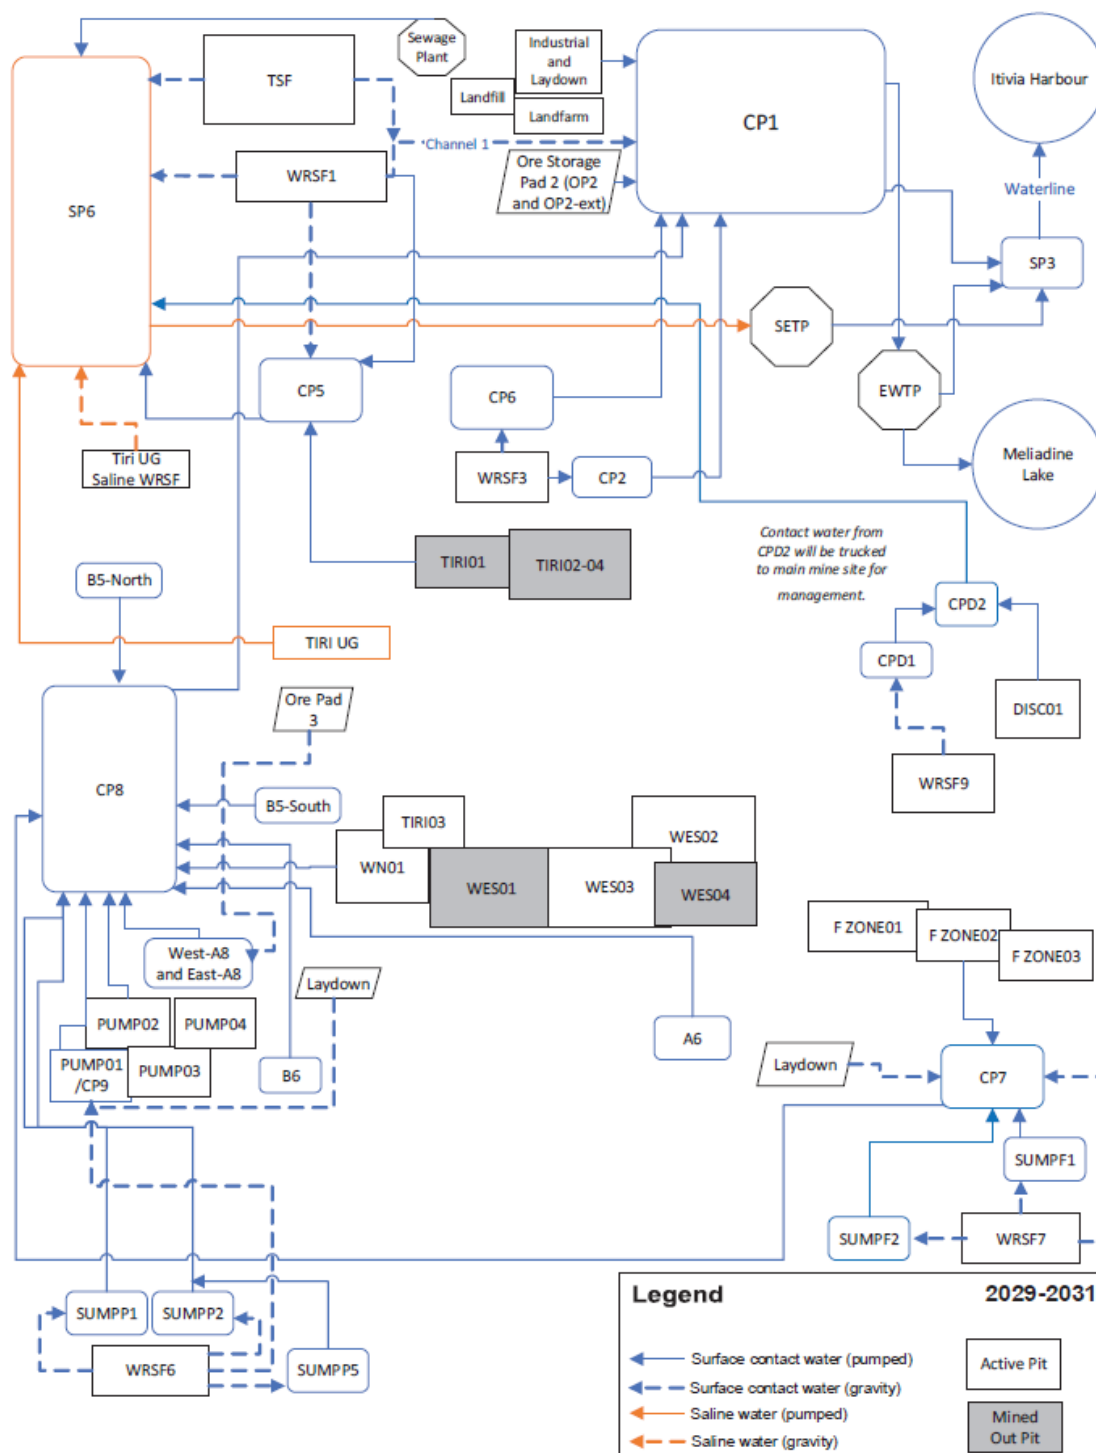 Sewage
Plant
Industrial
and
Laydown
Landfill
Landfarm
TSF
CP1
Itivia Harbour
Channel 1
Ore Storage
Pad 2 (OP2
and OP2-ext)
WRSF1
SP6
Waterline
SP3
SETP
EWTP
CP5
CP6
Meliadine
Lake
Tiri UG
Saline WRSF
WRSF3
CP2
TIRI01
TIRI02-04
Contact water from
CPD2 will be trucked
to main mine site for
management.
B5-North
CPD2
TIRI UG
CPD1
Ore Pad
3
DISC01
CP8
WRSF9
B5-South
TIRI03
WES02
WN01
WES01
WES03
WES04
F ZONE01
F ZONE02
F ZONE03
West-A8
and East-A8
Laydown
PUMP02
PUMP04
A6
PUMP01
/CP9
PUMP03
B6
Laydown
CP7
SUMPF1
SUMPF2
WRSF7
SUMPP1
SUMPP2
WRSF6
SUMPP5
Legend
2029-2031
Surface contact water (pumped)
Surface contact water (gravity)
Saline water (pumped)
Saline water (gravity)
Active Pit
Mined
Out Pit